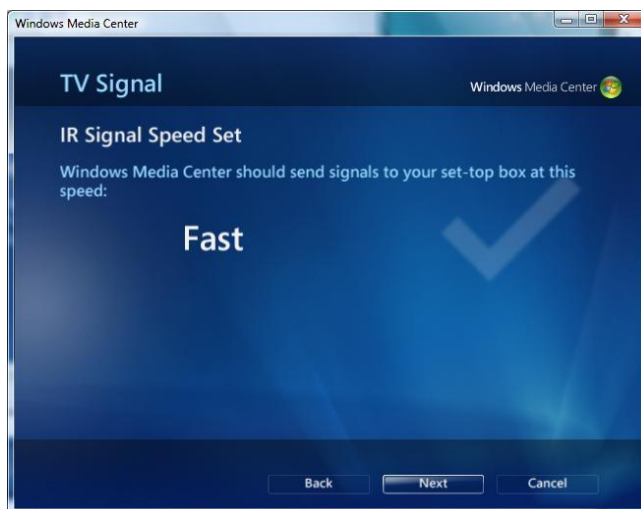 Windows Media Center
TV Signal
Windows Media Center
IR Signal Speed Set
Windows Media Center should send signals to your set-top box at this
speed:
Fast
Back Next Cancel